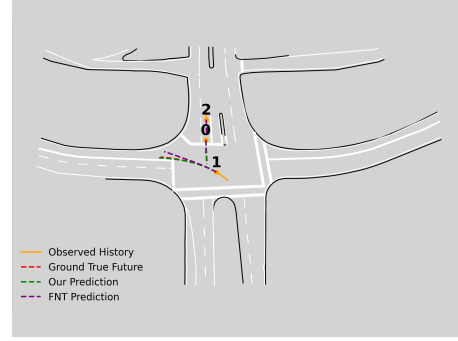 2
0
1
Observed History
Ground True Future
Our Prediction
FNT Prediction